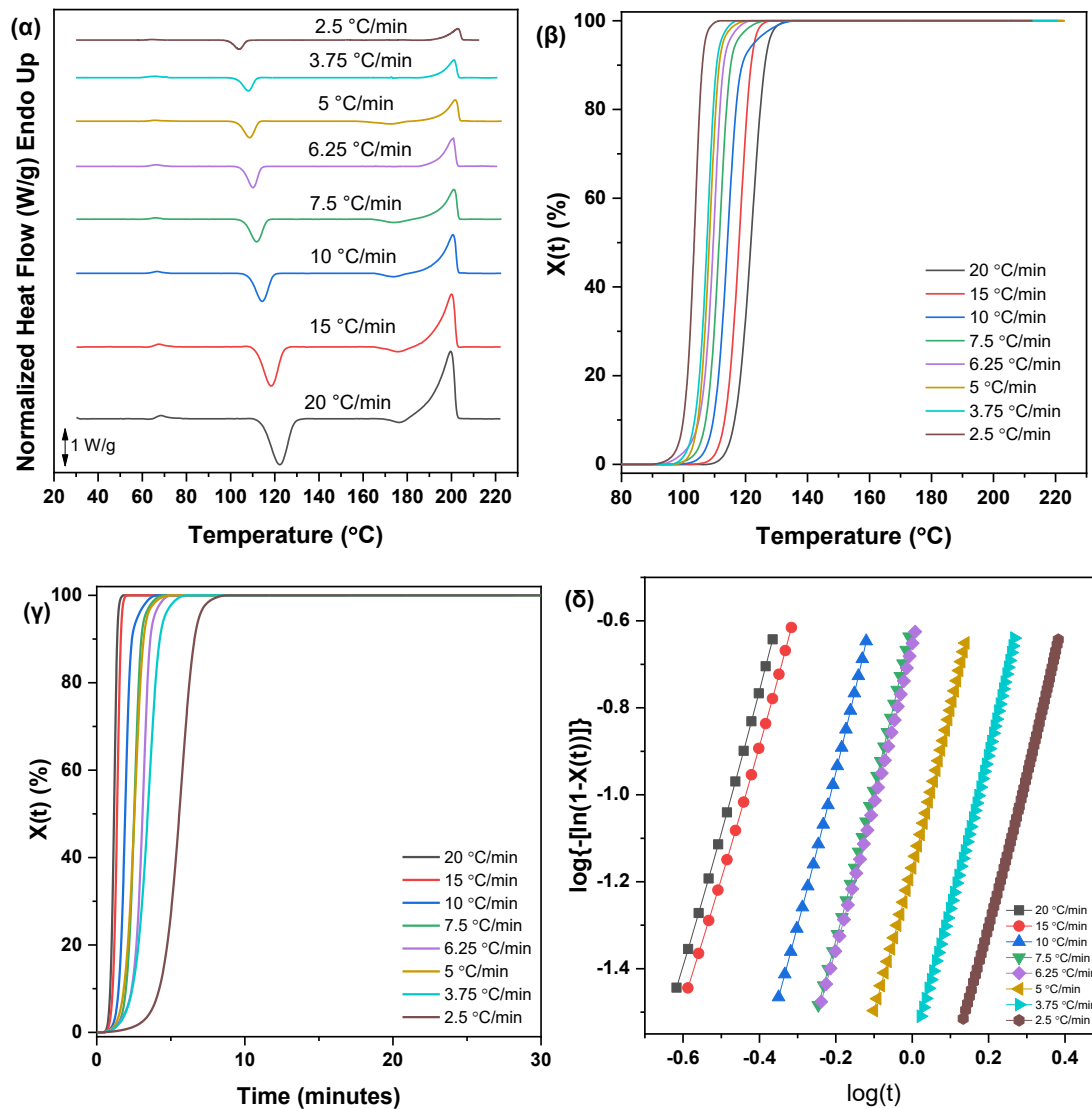 (α)
Normalized Heat Flow (W/g) Endo Up
2.5 °C/min
3.75 °C/min
5 °C/min
6.25 °C/min
7.5 °C/min
10 °C/min
15 °C/min
20 °C/min
1 W/g
20 40 60 80 100 120 140 160 180 200 220
Temperature (°C)
(β)
X(t) (%)
100
80
60
40
20
0
20 °C/min
15 °C/min
10 °C/min
7.5 °C/min
6.25 °C/min
5 °C/min
3.75 °C/min
2.5 °C/min
80 100 120 140 160 180 200 220
Temperature (°C)
(γ)
X(t) (%)
100
80
60
40
20
0
20 °C/min
15 °C/min
10 °C/min
7.5 °C/min
6.25 °C/min
5 °C/min
3.75 °C/min
2.5 °C/min
0 10 20 30
Time (minutes)
(δ)
log{-[ln(1-X(t))]}
-0.6
-0.8
-1.0
-1.2
-1.4
20 °C/min
15 °C/min
10 °C/min
7.5 °C/min
6.25 °C/min
5 °C/min
3.75 °C/min
2.5 °C/min
-0.6 -0.4 -0.2 0.0 0.2 0.4
log(t)